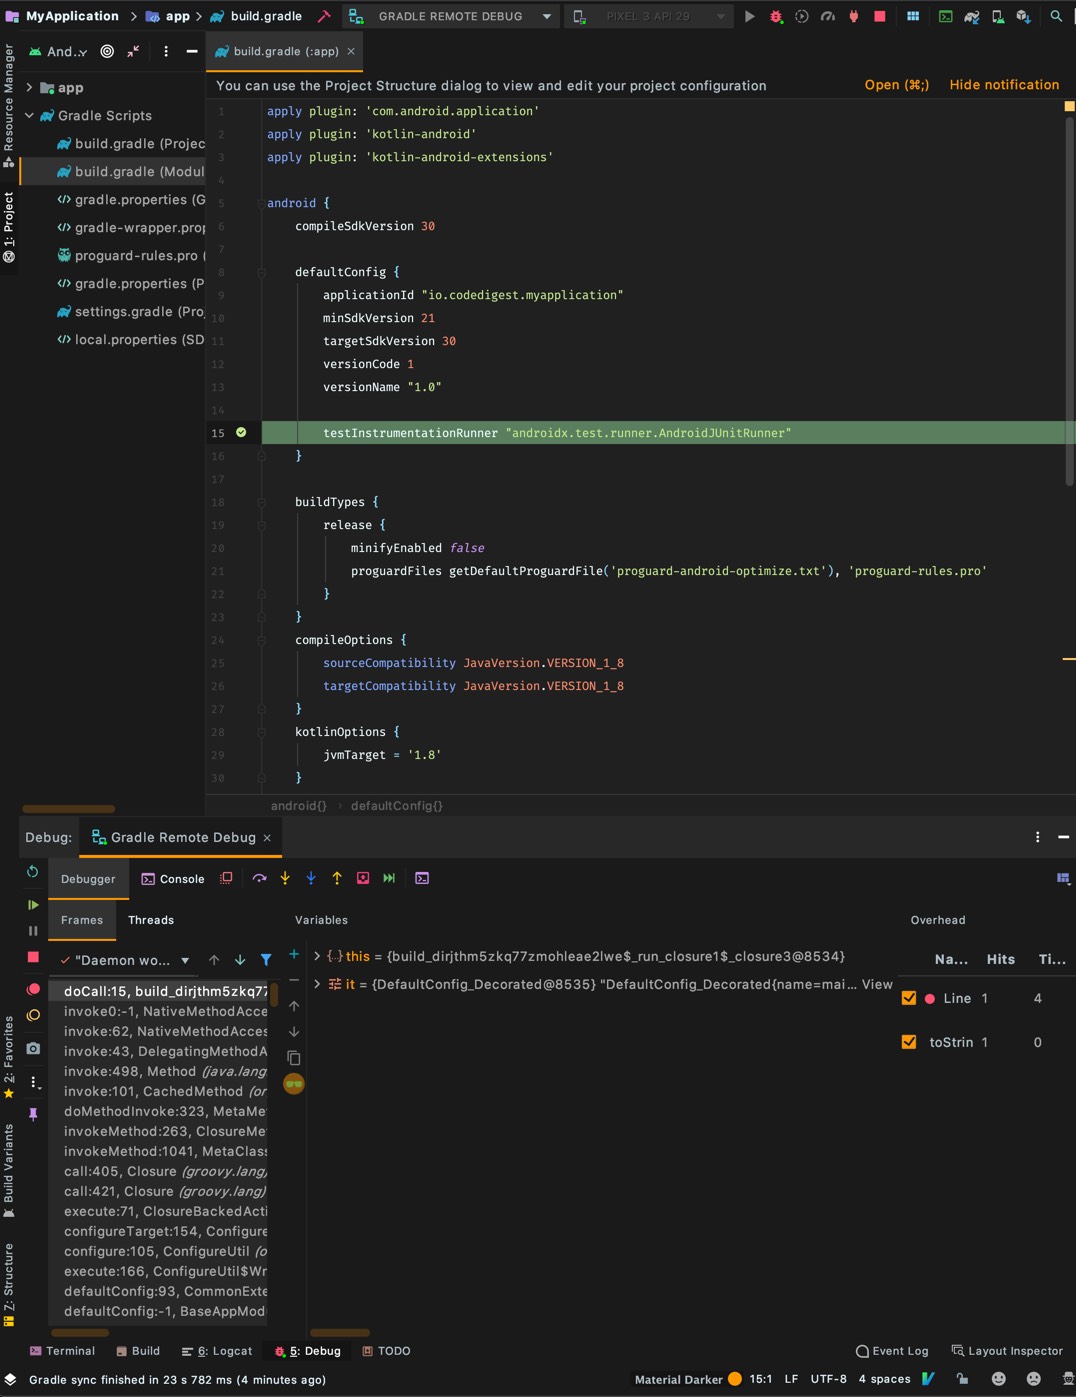 MyApplication
app
build.gradle
GRADLE REMOTE DEBUG
PIXEL 3 API 29
Resource Manager
1: Project
And..
app
Gradle Scripts
build.gradle (Projec
build.gradle (Modul
gradle.properties (G
gradle-wrapper.prop
proguard-rules.pro (
gradle.properties (P
settings.gradle (Pro
local.properties (SD
build.gradle (:app)
You can use the Project Structure dialog to view and edit your project configuration
Open (⌘;)
Hide notification
1 apply plugin: 'com.android.application'
2 apply plugin: 'kotlin-android'
3 apply plugin: 'kotlin-android-extensions'
4
5 android {
6 compileSdkVersion 30
7
8 defaultConfig {
9 applicationId "io.codedigest.myapplication"
10 minSdkVersion 21
11 targetSdkVersion 30
12 versionCode 1
13 versionName "1.0"
14
15 testInstrumentationRunner "androidx.test.runner.AndroidJUnitRunner"
16 }
17
18 buildTypes {
19 release {
20 minifyEnabled false
21 proguardFiles getDefaultProguardFile('proguard-android-optimize.txt'), 'proguard-rules.pro'
22 }
23 }
24 compileOptions {
25 sourceCompatibility JavaVersion.VERSION_1_8
26 targetCompatibility JavaVersion.VERSION_1_8
27 }
28 kotlinOptions {
29 jvmTarget = '1.8'
30 }
android{} › defaultConfig{}
Debug:
Gradle Remote Debug
Debugger
Console
Frames
Threads
Variables
Overhead
"Daemon wo...
doCall:15, build_dirjthm5zkq77
invoke0:-1, NativeMethodAcce
invoke:62, NativeMethodAcces
invoke:43, DelegatingMethodA
invoke:498, Method (java.lang
invoke:101, CachedMethod (or
doMethodInvoke:323, MetaMe
invokeMethod:263, ClosureMe
invokeMethod:1041, MetaClass
call:405, Closure (groovy.lang)
call:421, Closure (groovy.lang)
execute:71, ClosureBackedActi
configureTarget:154, Configure
configure:105, ConfigureUtil (o
execute:166, ConfigureUtil$Wr
defaultConfig:93, CommonExte
defaultConfig:-1, BaseAppMod
this = {build_dirjthm5zkq77zmohleae2lwe$_run_closure1$_closure3@8534}
it = {DefaultConfig_Decorated@8535} "DefaultConfig_Decorated{name=mai... View
Na... Hits Ti...
Line 1 4
toStrin 1 0
2: Favorites
Build Variants
Z: Structure
Terminal
Build
6: Logcat
5: Debug
TODO
Event Log
Layout Inspector
Gradle sync finished in 23 s 782 ms (4 minutes ago)
Material Darker
15:1
LF
UTF-8
4 spaces